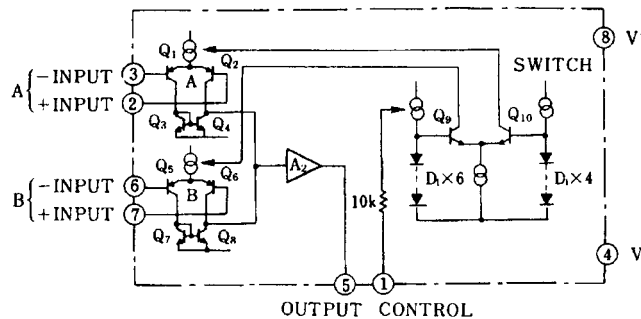 Q₁
Q₂
A
− INPUT
3
A
+ INPUT
2
Q₃
Q₄
Q₅
Q₆
B
− INPUT
6
B
+ INPUT
7
Q₇
Q₈
A₂
10k
5
1
OUTPUT CONTROL
SWITCH
Q₉
Q₁₀
D₁×6
D₁×4
8
V
4
V